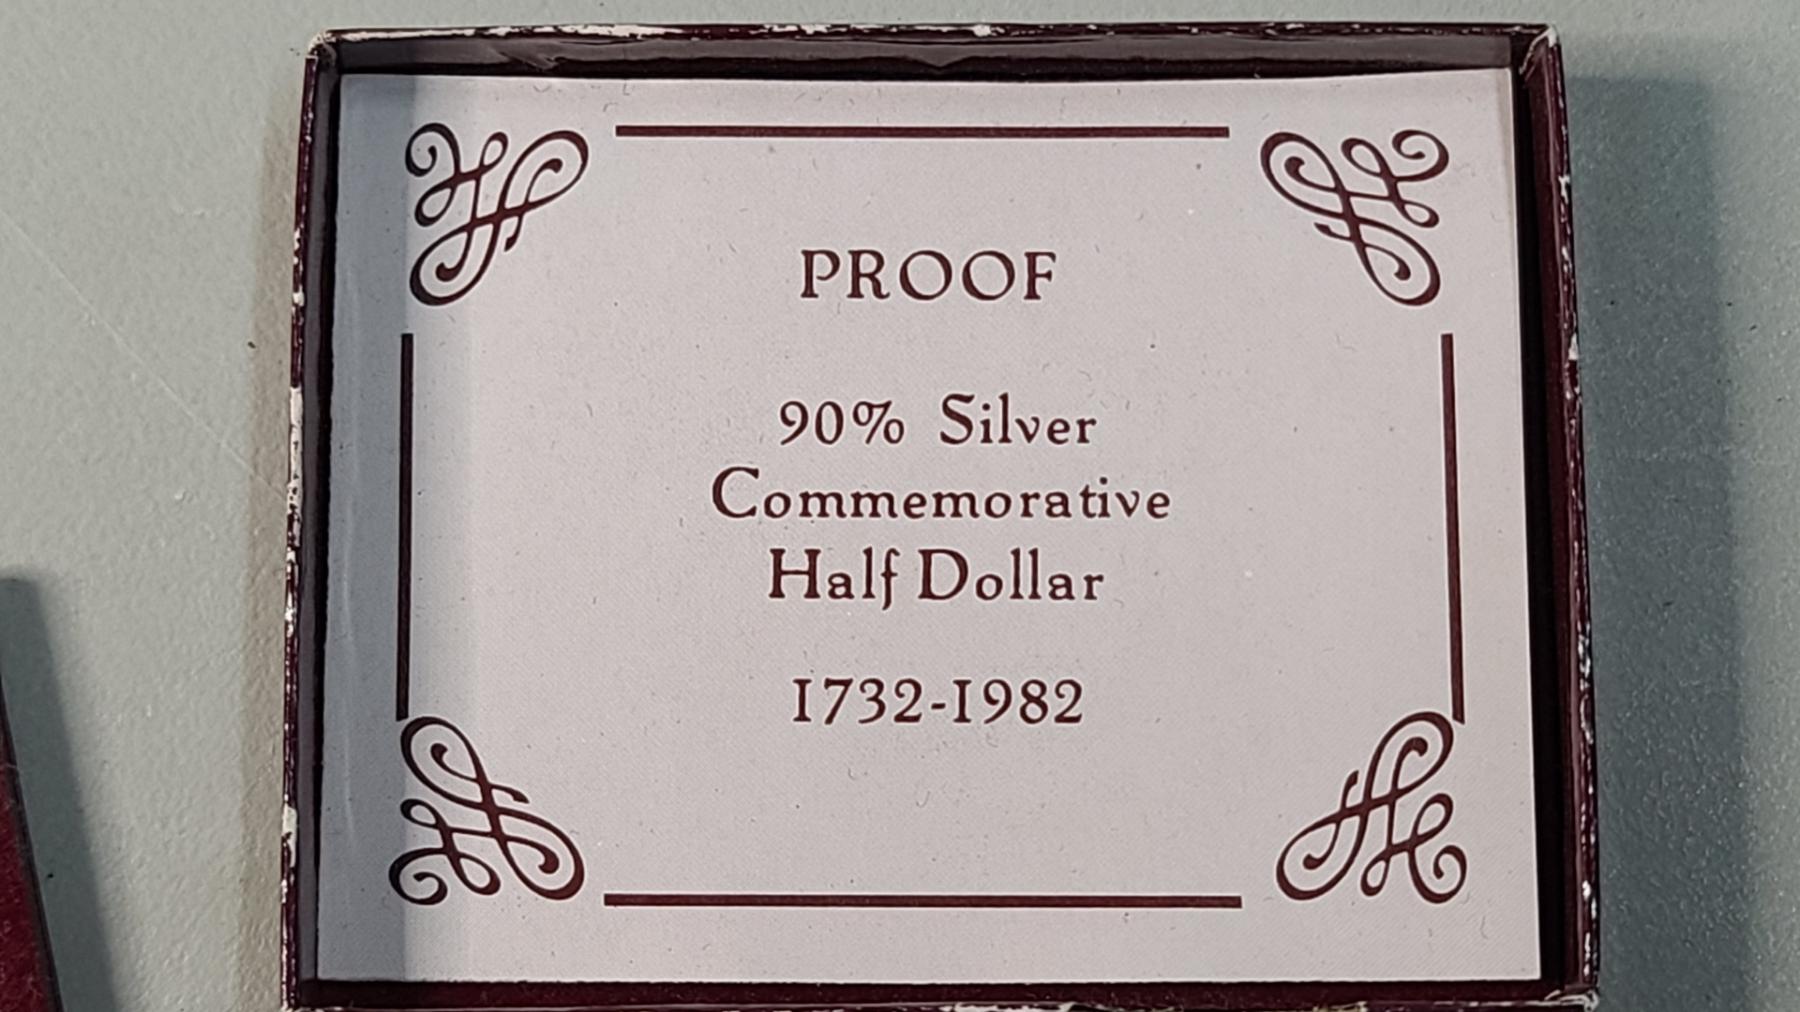 PROOF
90% Silver
Commemorative
Half Dollar
1732-1982